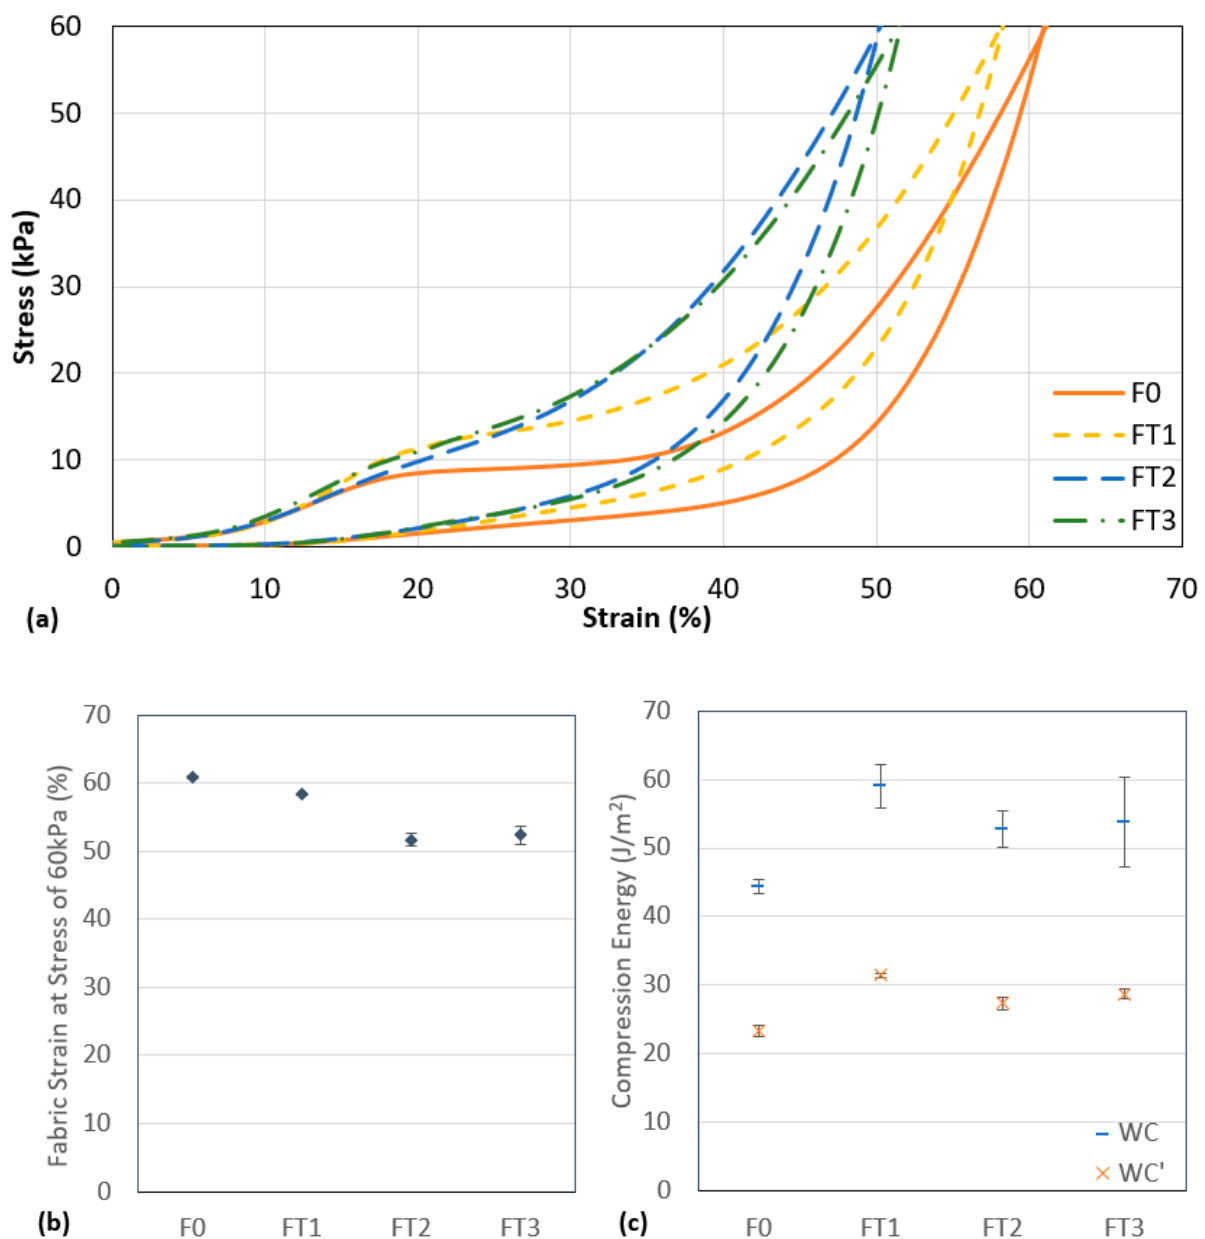 60
50
40
30
20
10
0
Stress (kPa)
F0
FT1
FT2
FT3
0 10 20 30 40 50 60 70
Strain (%)
(a)
70
60
50
40
30
20
10
0
Fabric Strain at Stress of 60kPa (%)
F0 FT1 FT2 FT3
(b)
70
60
50
40
30
20
10
0
Compression Energy (J/m²)
WC
WC'
F0 FT1 FT2 FT3
(c)